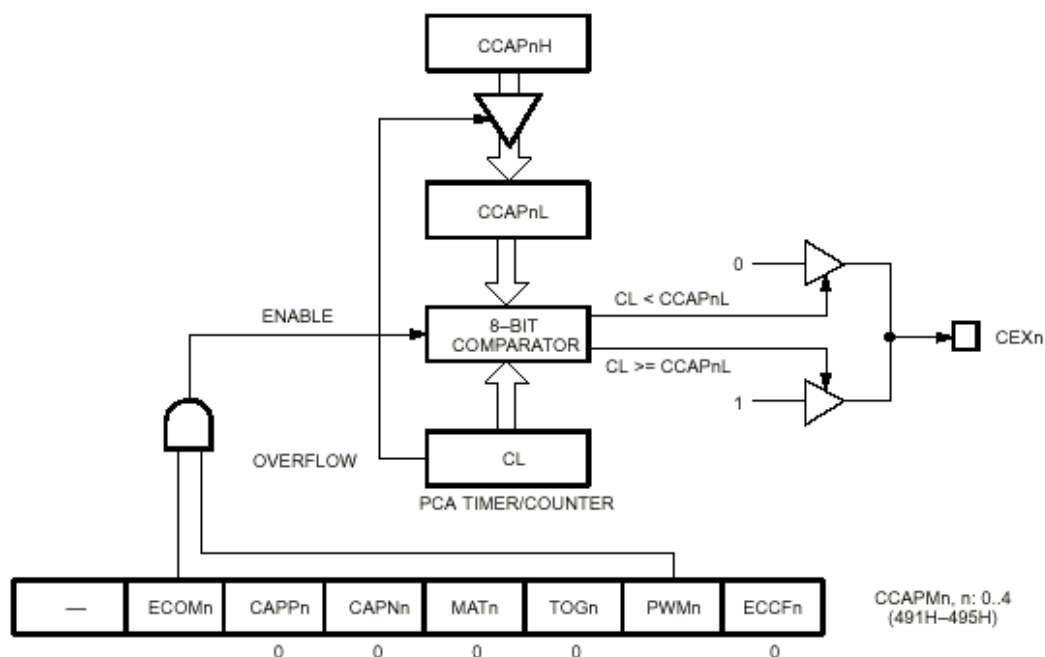 CCAPnH
CCAPnL
0
CL < CCAPnL
ENABLE
8–BIT
COMPARATOR
CEXn
CL >= CCAPnL
1
OVERFLOW
CL
PCA TIMER/COUNTER
— ECOMn CAPPn CAPNn MATn TOGn PWMn ECCFn
CCAPMn, n: 0..4
(491H–495H)
0 0 0 0 0